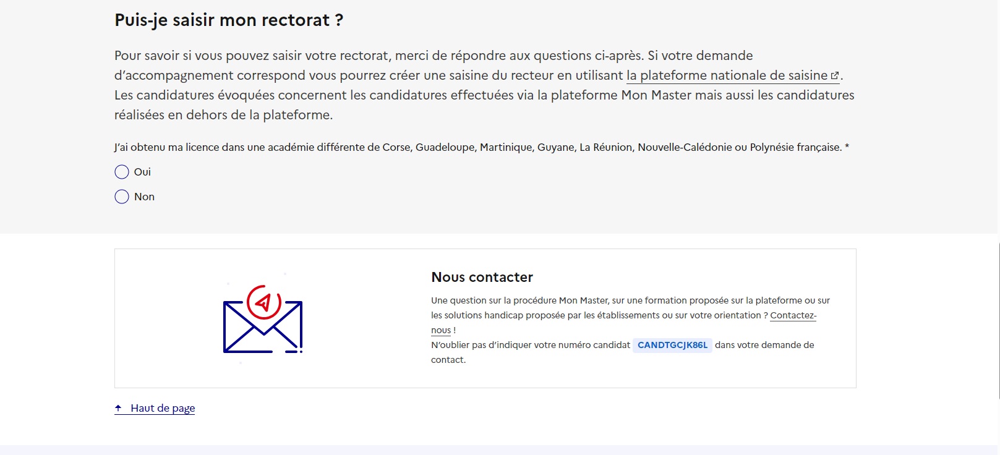 Puis-je saisir mon rectorat ?
Pour savoir si vous pouvez saisir votre rectorat, merci de répondre aux questions ci-après. Si votre demande
d’accompagnement correspond vous pourrez créer une saisine du recteur en utilisant la plateforme nationale de saisine.
Les candidatures évoquées concernent les candidatures effectuées via la plateforme Mon Master mais aussi les candidatures
réalisées en dehors de la plateforme.
J’ai obtenu ma licence dans une académie différente de Corse, Guadeloupe, Martinique, Guyane, La Réunion, Nouvelle-Calédonie ou Polynésie française. *
Oui
Non
Nous contacter
Une question sur la procédure Mon Master, sur une formation proposée sur la plateforme ou sur
les solutions handicap proposée par les établissements ou sur votre orientation ? Contactez-
nous !
N’oublier pas d’indiquer votre numéro candidat CANDTGCJK86L dans votre demande de
contact.
Haut de page